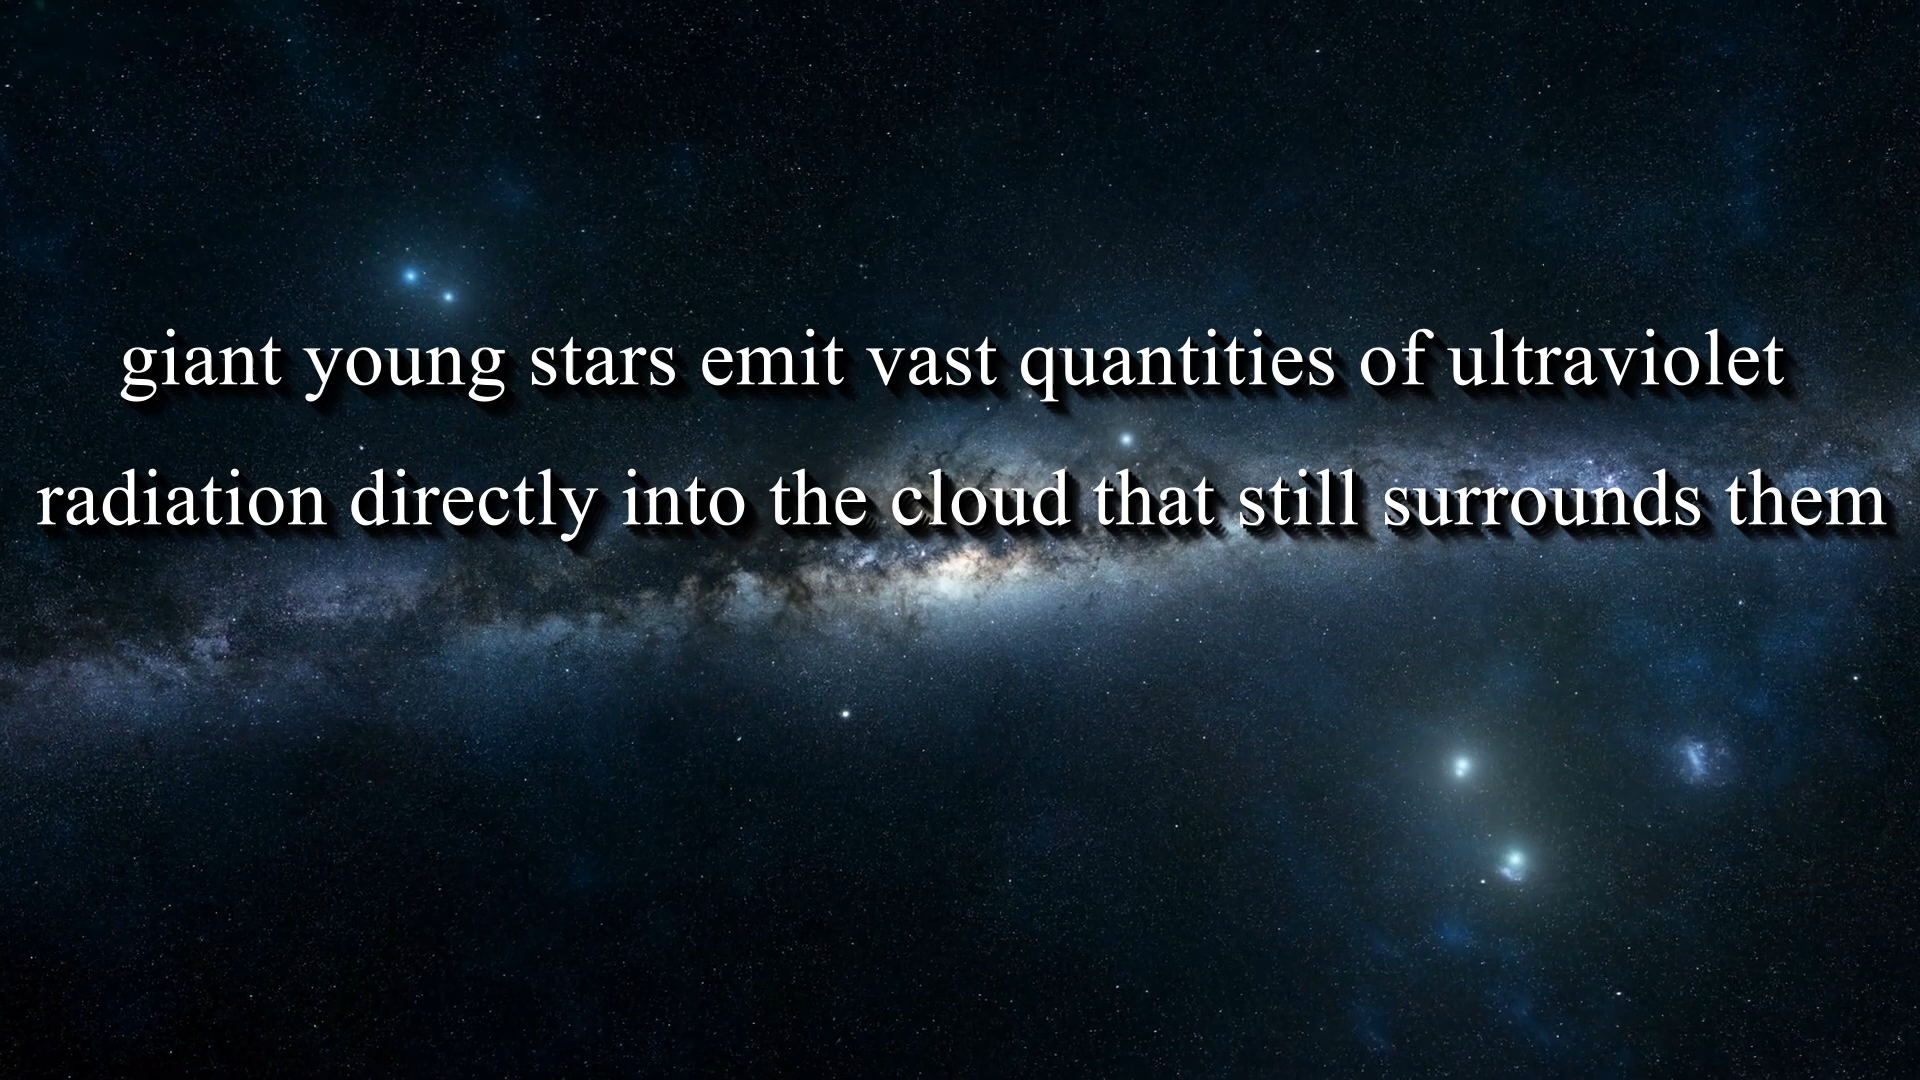 giant young stars emit vast quantities of ultraviolet
radiation directly into the cloud that still surrounds them